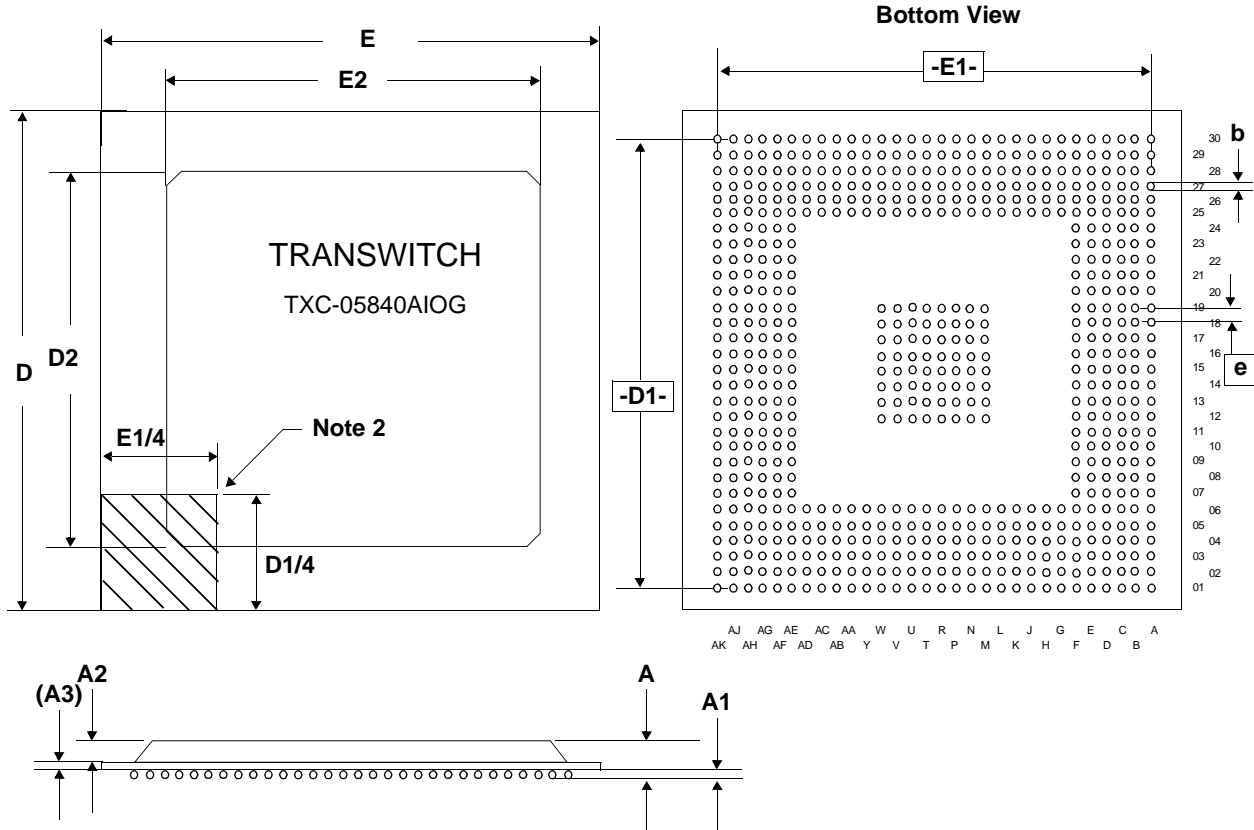 Bottom View
E
E2
-E1-
b
30
29
28
27
26
25
24
23
22
21
20
19
18
17
16
15
14
13
12
11
10
09
08
07
06
05
04
03
02
01
TRANSWITCH
TXC-05840AIOG
D
D2
-D1-
e
E1/4
Note 2
D1/4
AJ AG AE AC AA W U R N L J G E C A
AK AH AF AD AB Y V T P M K H F D B
(A3)
A2
A
A1